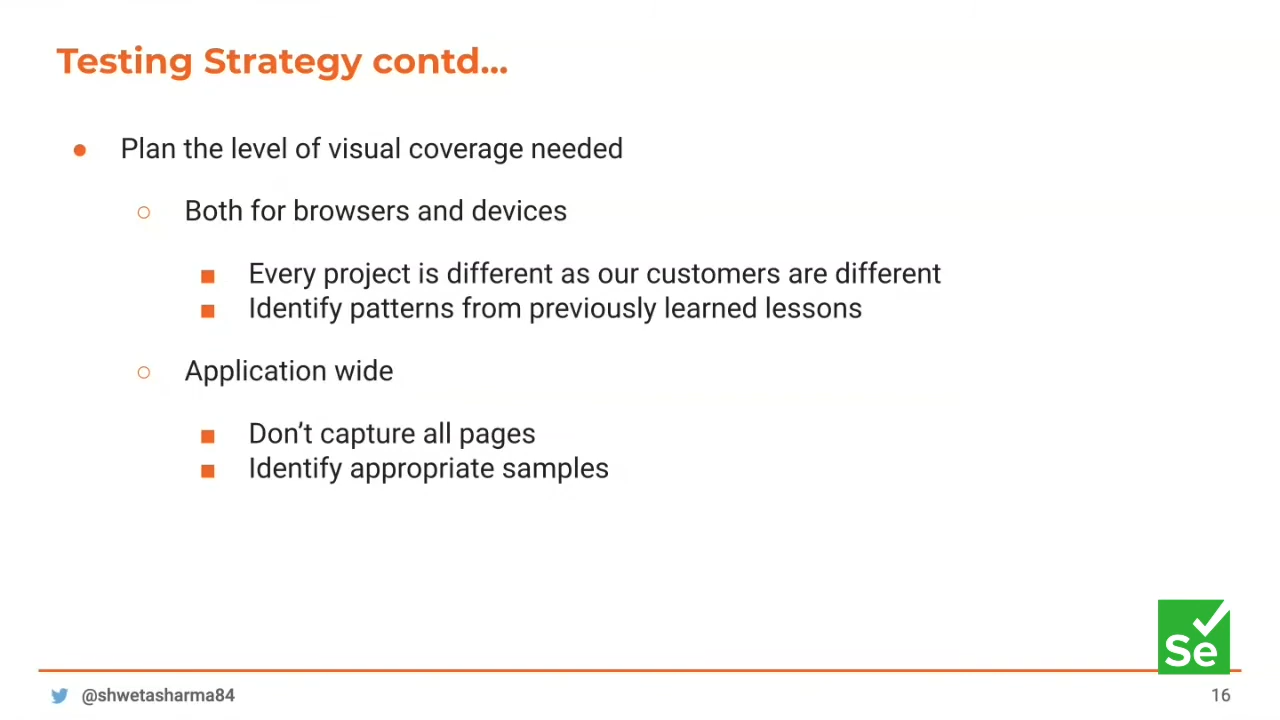 Testing Strategy contd...
● Plan the level of visual coverage needed
○ Both for browsers and devices
■ Every project is different as our customers are different
■ Identify patterns from previously learned lessons
○ Application wide
■ Don’t capture all pages
■ Identify appropriate samples
Se
@shwetasharma84
16